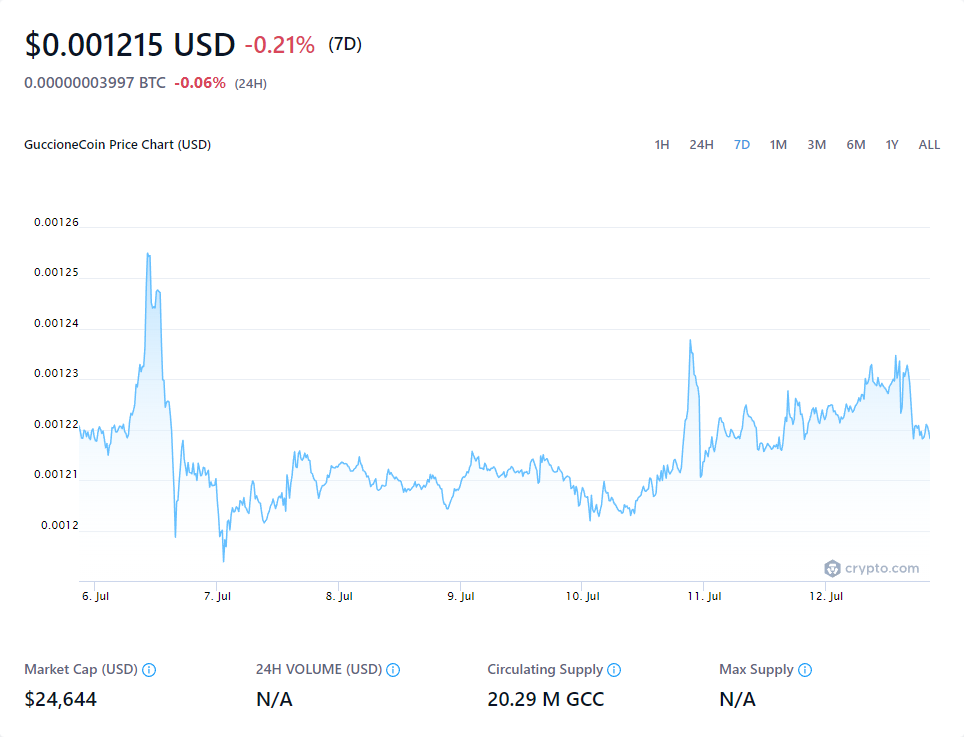 $0.001215 USD -0.21% (7D)
0.00000003997 BTC -0.06% (24H)
GuccioneCoin Price Chart (USD)
1H 24H 7D 1M 3M 6M 1Y ALL
0.00126
0.00125
0.00124
0.00123
0.00122
0.00121
0.0012
crypto.com
6. Jul 7. Jul 8. Jul 9. Jul 10. Jul 11. Jul 12. Jul
Market Cap (USD) 24H VOLUME (USD) Circulating Supply Max Supply
$24,644 N/A 20.29 M GCC N/A